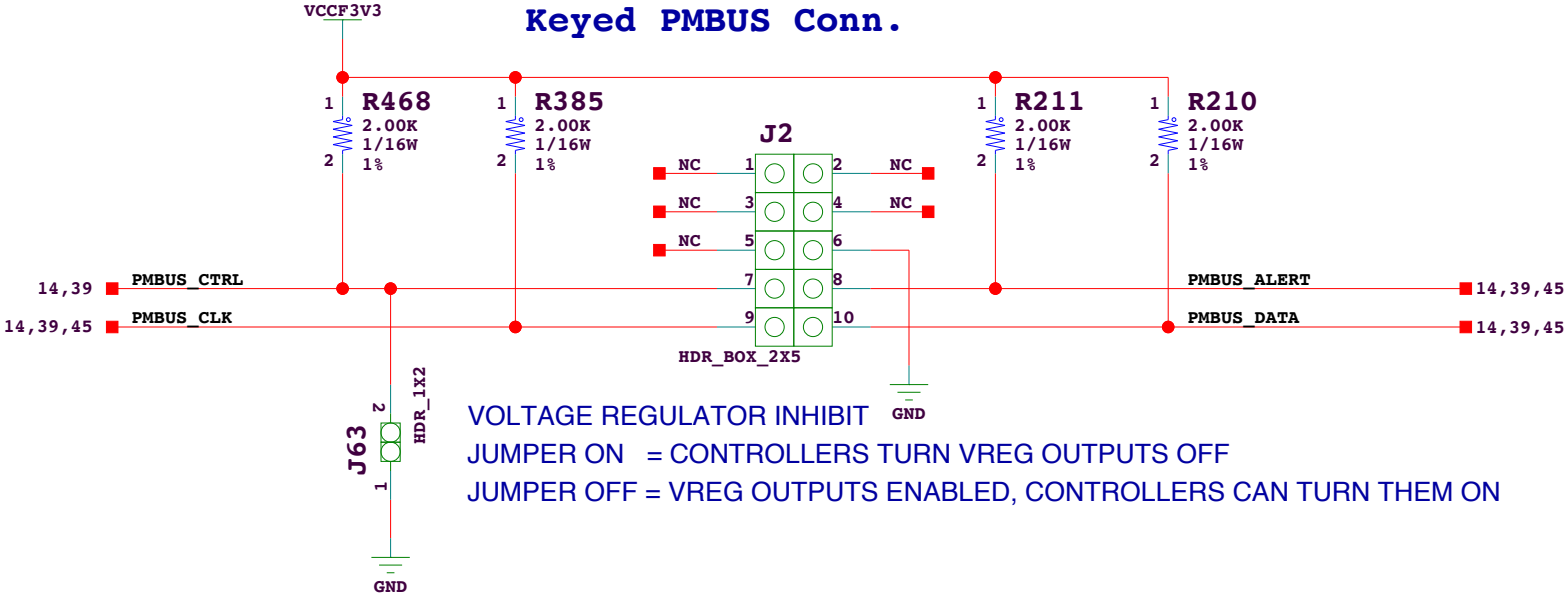 VCCF3V3
Keyed PMBUS Conn.
1 R468
2.00K
1/16W
2 1%
1 R385
2.00K
1/16W
2 1%
1 R211
2.00K
1/16W
2 1%
1 R210
2.00K
1/16W
2 1%
J2
NC 1 2 NC
NC 3 4 NC
NC 5 6
14,39 PMBUS_CTRL 7 8 PMBUS_ALERT 14,39,45
14,39,45 PMBUS_CLK 9 10 PMBUS_DATA 14,39,45
HDR_BOX_2X5
GND
J63
2
1
HDR_1X2
GND
VOLTAGE REGULATOR INHIBIT
JUMPER ON = CONTROLLERS TURN VREG OUTPUTS OFF
JUMPER OFF = VREG OUTPUTS ENABLED, CONTROLLERS CAN TURN THEM ON